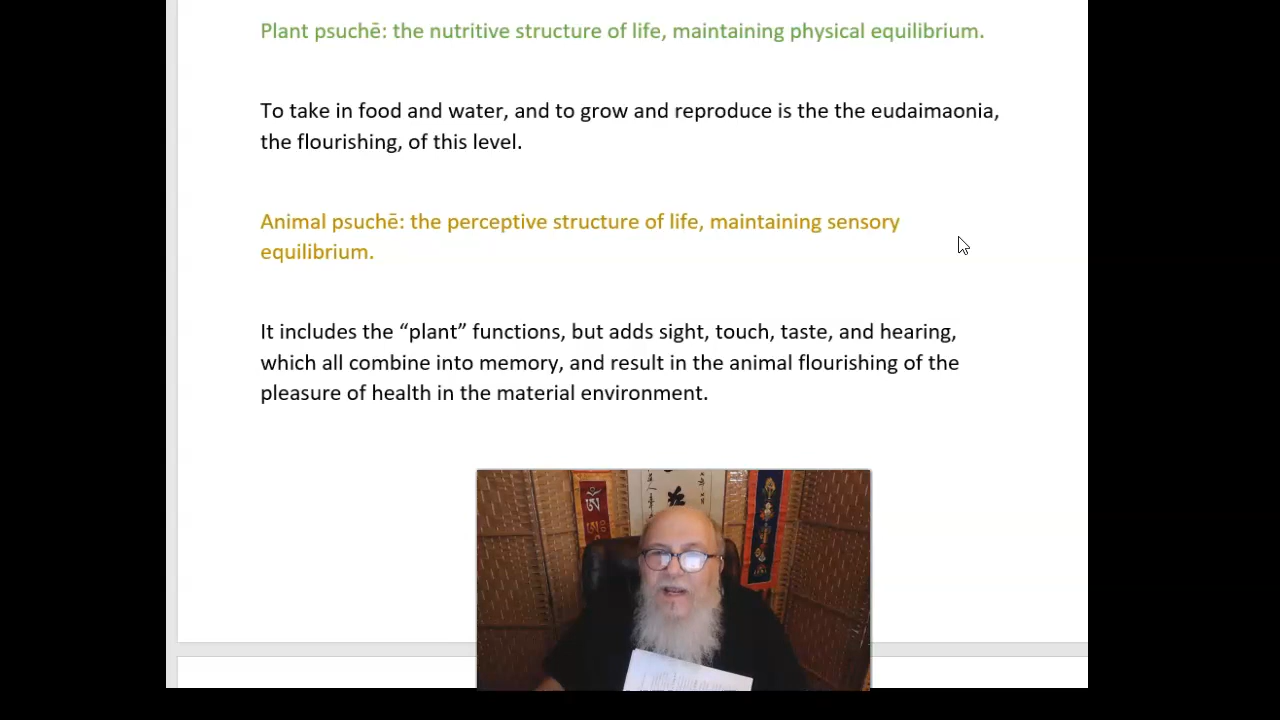 Plant psuchē: the nutritive structure of life, maintaining physical equilibrium.
To take in food and water, and to grow and reproduce is the the eudaimaonia,
the flourishing, of this level.
Animal psuchē: the perceptive structure of life, maintaining sensory
equilibrium.
It includes the “plant” functions, but adds sight, touch, taste, and hearing,
which all combine into memory, and result in the animal flourishing of the
pleasure of health in the material environment.